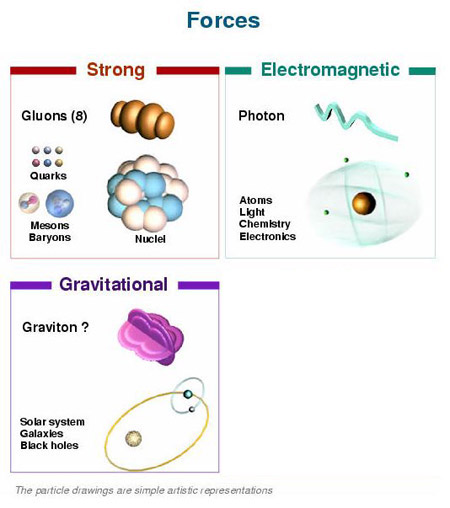 Forces
Strong
Gluons (8)
Quarks
Mesons
Baryons
Nuclei
Electromagnetic
Photon
Atoms
Light
Chemistry
Electronics
Gravitational
Graviton ?
Solar system
Galaxies
Black holes
The particle drawings are simple artistic representations